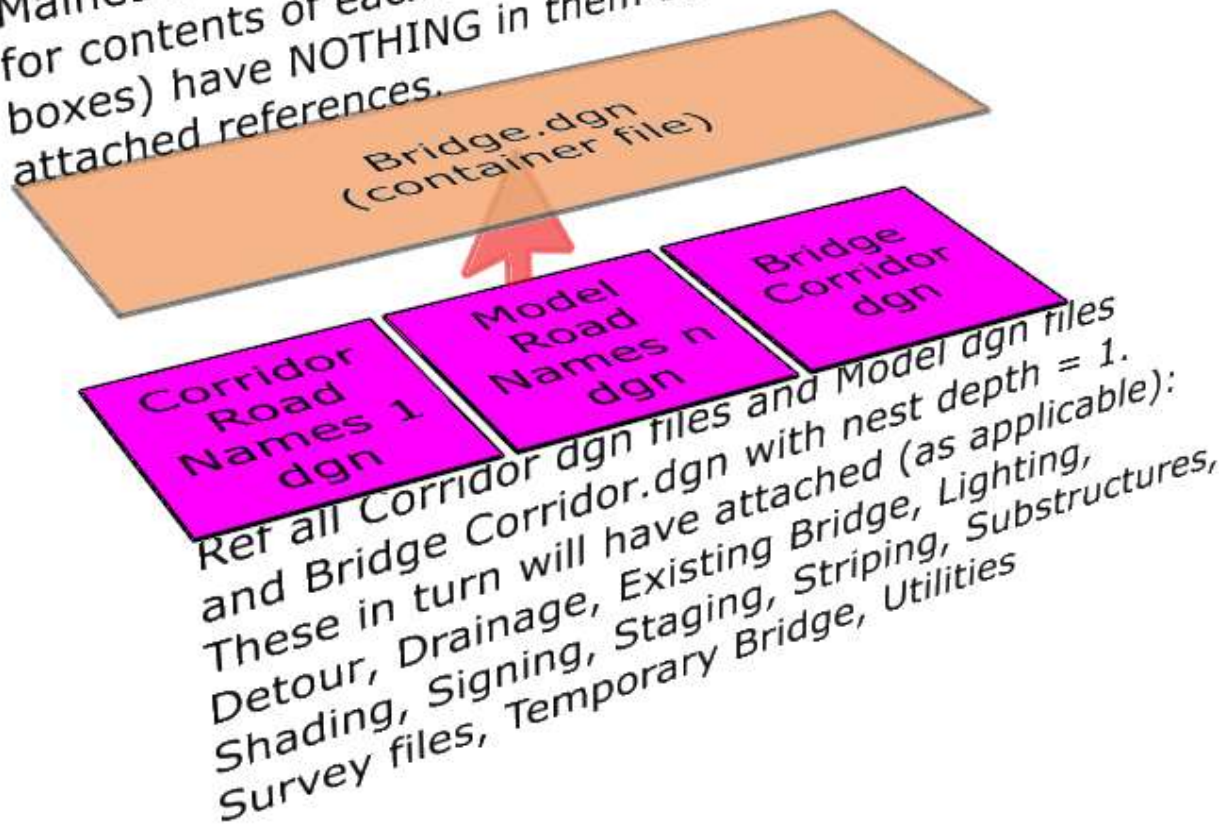 for contents of
boxes) have NOTHING in them
attached references.
Bridge.dgn
(container file)
Corridor
Road
Names 1
dgn
Model
Road
Names n
dgn
Bridge
Corridor
dgn
Ref all Corridor dgn files and Model dgn files
and Bridge Corridor.dgn with nest depth = 1.
These in turn will have attached (as applicable):
Detour, Drainage, Existing Bridge, Lighting,
Shading, Signing, Staging, Striping, Substructures,
Survey files, Temporary Bridge, Utilities